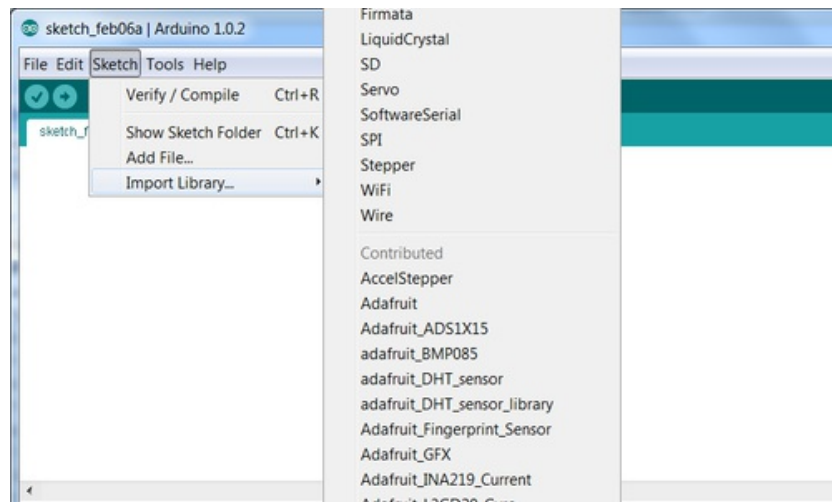 sketch_feb06a | Arduino 1.0.2
File Edit Sketch Tools Help
sketch_f
Verify / Compile Ctrl+R
Show Sketch Folder Ctrl+K
Add File...
Import Library...
Firmata
LiquidCrystal
SD
Servo
SoftwareSerial
SPI
Stepper
WiFi
Wire
Contributed
AccelStepper
Adafruit
Adafruit_ADS1X15
adafruit_BMP085
adafruit_DHT_sensor
adafruit_DHT_sensor_library
Adafruit_Fingerprint_Sensor
Adafruit_GFX
Adafruit_INA219_Current